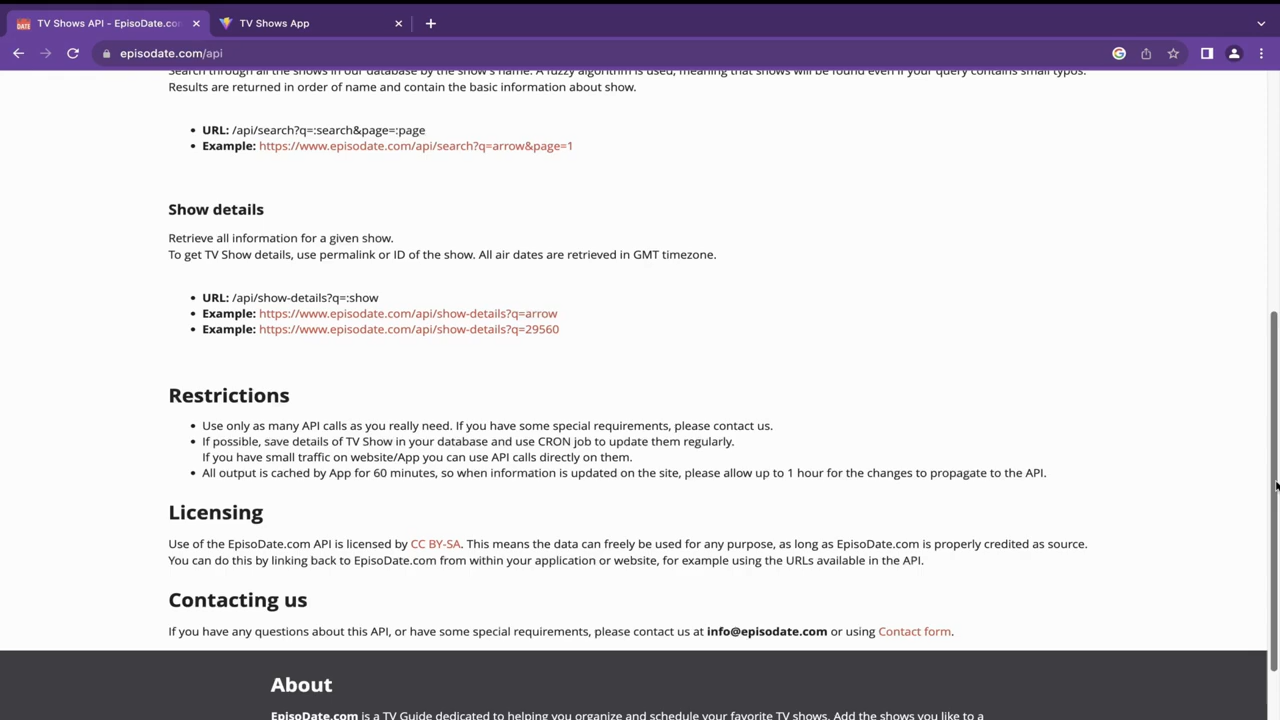 TV Shows API - EpisoDate.co
TV Shows App
episodate.com/api
Search through all the shows in our database by the show's name. A fuzzy algorithm is used, meaning that shows will be found even if your query contains small typos.
Results are returned in order of name and contain the basic information about show.
• URL: /api/search?q=:search&page=:page
• Example: https://www.episodate.com/api/search?q=arrow&page=1
Show details
Retrieve all information for a given show.
To get TV Show details, use permalink or ID of the show. All air dates are retrieved in GMT timezone.
• URL: /api/show-details?q=:show
• Example: https://www.episodate.com/api/show-details?q=arrow
• Example: https://www.episodate.com/api/show-details?q=29560
Restrictions
• Use only as many API calls as you really need. If you have some special requirements, please contact us.
• If possible, save details of TV Show in your database and use CRON job to update them regularly.
If you have small traffic on website/App you can use API calls directly on them.
• All output is cached by App for 60 minutes, so when information is updated on the site, please allow up to 1 hour for the changes to propagate to the API.
Licensing
Use of the EpisoDate.com API is licensed by CC BY-SA. This means the data can freely be used for any purpose, as long as EpisoDate.com is properly credited as source.
You can do this by linking back to EpisoDate.com from within your application or website, for example using the URLs available in the API.
Contacting us
If you have any questions about this API, or have some special requirements, please contact us at info@episodate.com or using Contact form.
About
EpisoDate.com is a TV Guide dedicated to helping you organize and schedule your favorite TV shows. Add the shows you like to a